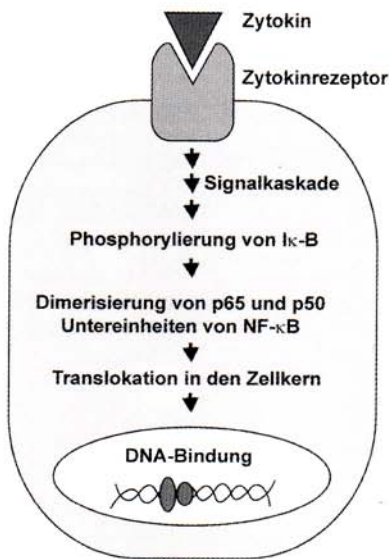 Zytokin
Zytokinrezeptor
Signalkaskade
Phosphorylierung von Iκ-B
Dimerisierung von p65 und p50
Untereinheiten von NF-κB
Translokation in den Zellkern
DNA-Bindung